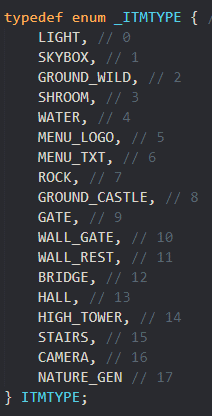 typedef enum _ITMTYPE { /
LIGHT, // 0
SKYBOX, // 1
GROUND_WILD, // 2
SHROOM, // 3
WATER, // 4
MENU_LOGO, // 5
MENU_TXT, // 6
ROCK, // 7
GROUND_CASTLE, // 8
GATE, // 9
WALL_GATE, // 10
WALL_REST, // 11
BRIDGE, // 12
HALL, // 13
HIGH_TOWER, // 14
STAIRS, // 15
CAMERA, // 16
NATURE_GEN // 17
} ITMTYPE;